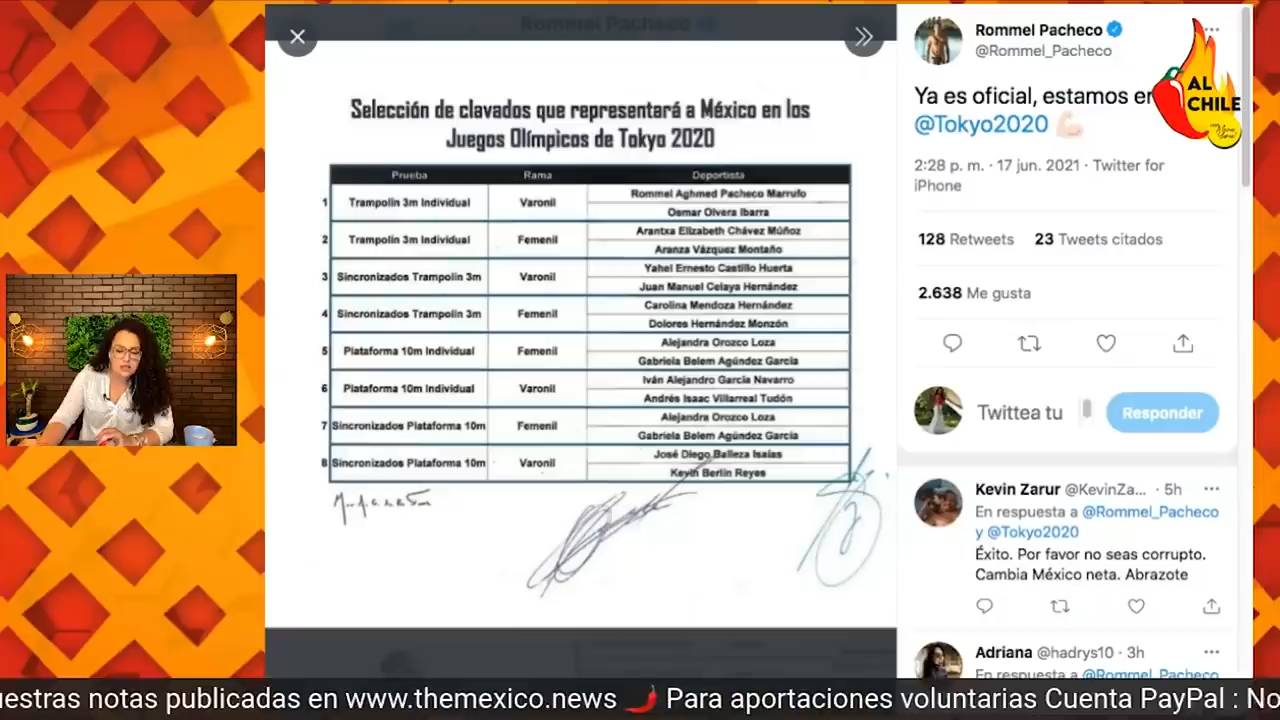 Selección de clavados que representará a México en los
Juegos Olímpicos de Tokyo 2020
Prueba Rama Deportista
1 Trampolín 3m Individual Varonil Rommel Aghmed Pacheco Marrufo
Osmar Olvera Ibarra
2 Trampolín 3m Individual Femenil Arantxa Elizabeth Chávez Múñoz
Aranza Vázquez Montaño
3 Sincronizados Trampolín 3m Varonil Yahel Ernesto Castillo Huerta
Juan Manuel Celaya Hernández
4 Sincronizados Trampolín 3m Femenil Carolina Mendoza Hernández
Dolores Hernández Monzón
5 Plataforma 10m Individual Femenil Alejandra Orozco Loza
Gabriela Belem Agúndez García
6 Plataforma 10m Individual Varonil Iván Alejandro García Navarro
Andrés Isaac Villarreal Tudón
7 Sincronizados Plataforma 10m Femenil Alejandra Orozco Loza
Gabriela Belem Agúndez García
8 Sincronizados Plataforma 10m Varonil José Diego Balleza Isaías
Kevin Berlín Reyes
Rommel Pacheco
@Rommel_Pacheco
Ya es oficial, estamos en
@Tokyo2020
2:28 p. m. · 17 jun. 2021 · Twitter for
iPhone
128 Retweets 23 Tweets citados
2.638 Me gusta
Twittea tu
Responder
Kevin Zarur @KevinZa... · 5h
En respuesta a @Rommel_Pacheco
y @Tokyo2020
Éxito. Por favor no seas corrupto.
Cambia México neta. Abrazote
Adriana @hadrys10 · 3h
En respuesta a @Rommel_Pacheco
AL
CHILE
uestras notas publicadas en www.themexico.news Para aportaciones voluntarias Cuenta PayPal : No